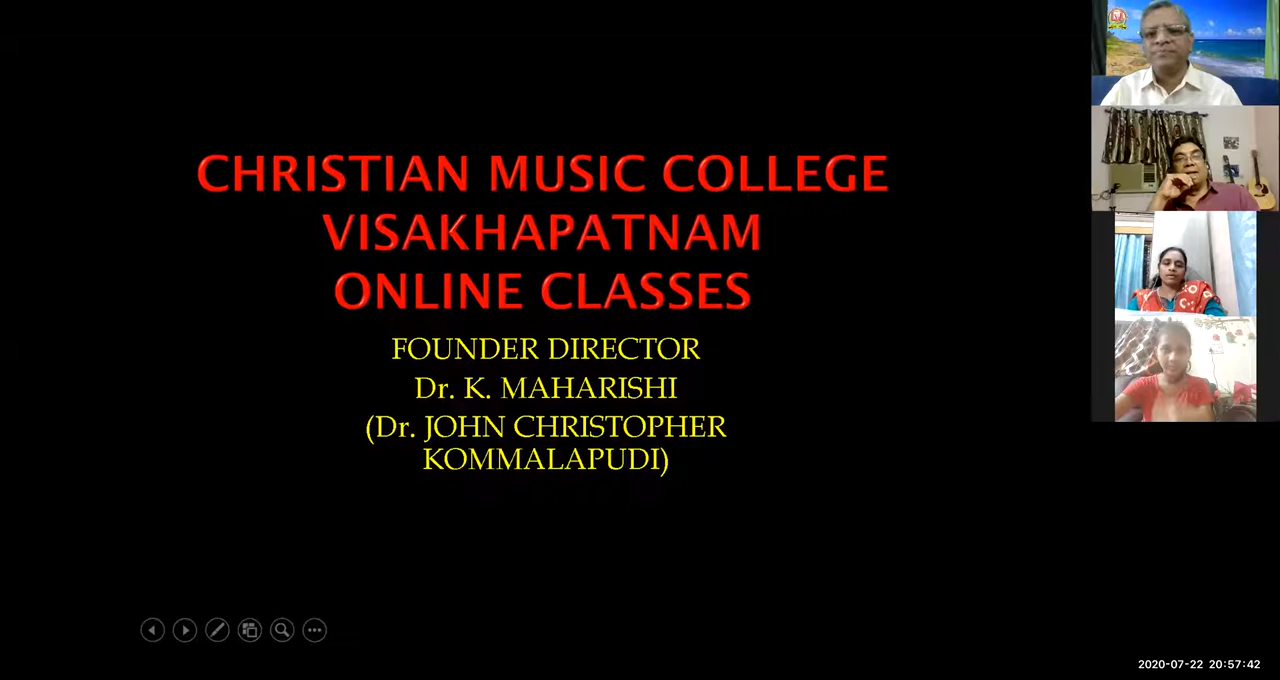 CHRISTIAN MUSIC COLLEGE
VISAKHAPATNAM
ONLINE CLASSES
FOUNDER DIRECTOR
Dr. K. MAHARISHI
(Dr. JOHN CHRISTOPHER
KOMMALAPUDI)
2020-07-22 20:57:42